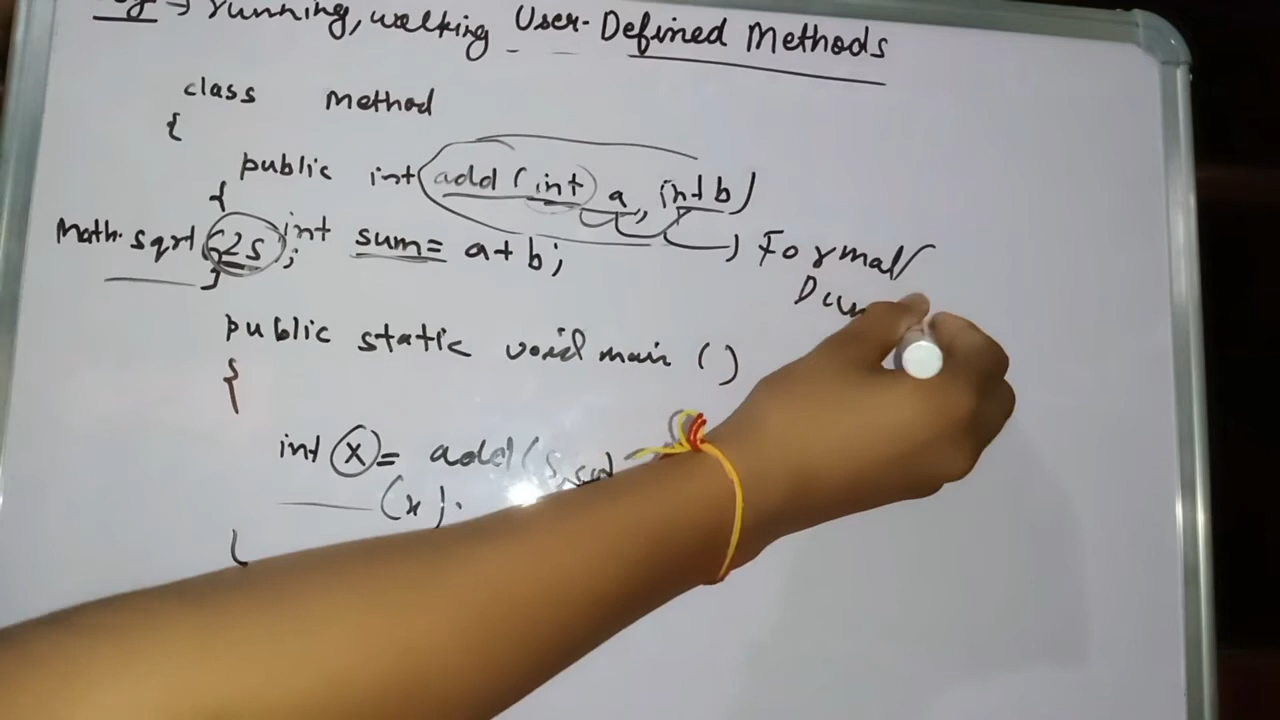 → running, walking User-Defined Methods
class Method
{
public int add (int a, int b)
{
Math.sqrt (25);
int sum = a+b;
}
Formal
public static void main ()
{
int x = add(
(x).